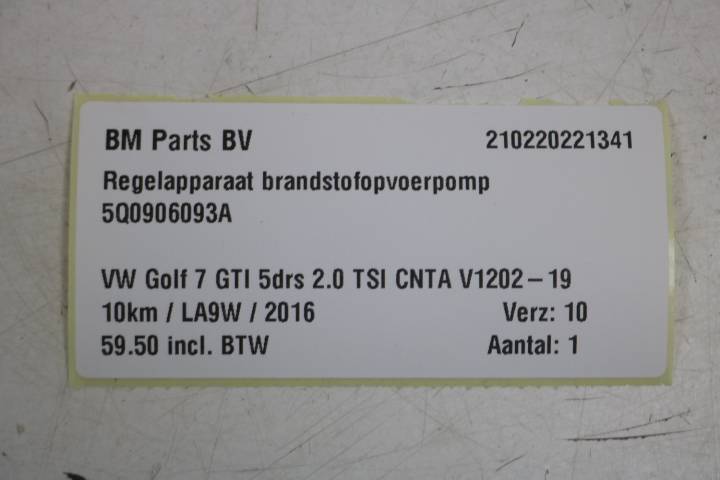 BM Parts BV 210220221341
Regelapparaat brandstofopvoerpomp
5Q0906093A
VW Golf 7 GTI 5drs 2.0 TSI CNTA V1202-19
10km / LA9W / 2016 Verz: 10
59.50 incl. BTW Aantal: 1